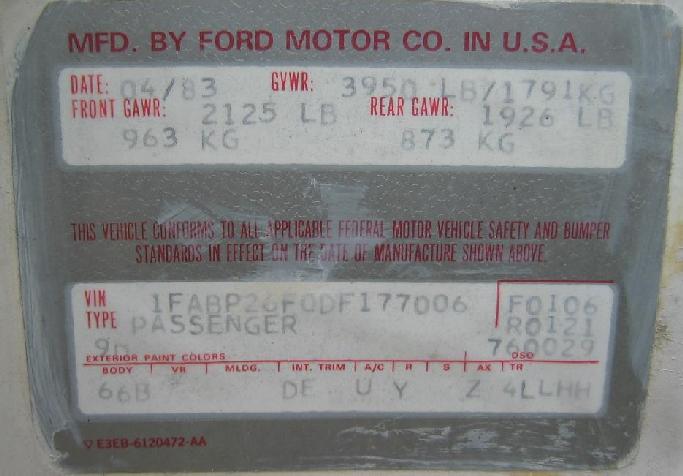 MFD. BY FORD MOTOR CO. IN U.S.A.
DATE: 04/83 GVWR: 3950 LB/1791KG
FRONT GAWR: 2125 LB REAR GAWR: 1926 LB
963 KG 873 KG
THIS VEHICLE CONFORMS TO ALL APPLICABLE FEDERAL MOTOR VEHICLE SAFETY AND BUMPER
STANDARDS IN EFFECT ON THE DATE OF MANUFACTURE SHOWN ABOVE.
VIN 1FABP26F0DF177006 F0106
TYPE PASSENGER R0121
760029
EXTERIOR PAINT COLORS DSO
BODY VR MLDG. INT. TRIM A/C R S AX TR
66B DE U Y Z 4LLHH
E3EB-6120472-AA